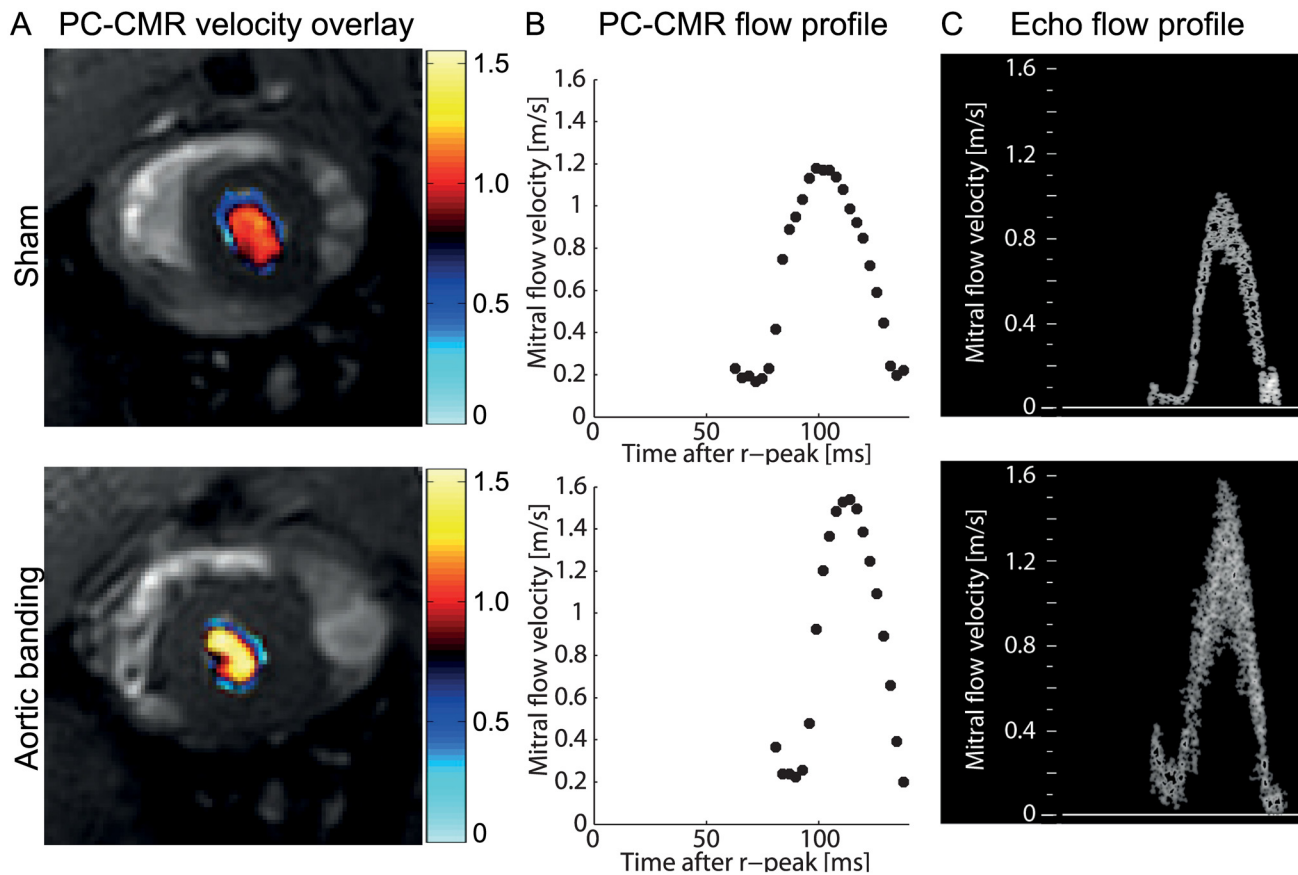 A PC-CMR velocity overlay
B PC-CMR flow profile
C Echo flow profile
Sham
1.5
1.0
0.5
0
Mitral flow velocity [m/s]
1.6
1.4
1.2
1
0.8
0.6
0.4
0.2
0
0 50 100
Time after r−peak [ms]
Mitral flow velocity [m/s]
1.6
1.2
0.8
0.4
0
Aortic banding
1.5
1.0
0.5
0
Mitral flow velocity [m/s]
1.6
1.4
1.2
1
0.8
0.6
0.4
0.2
0
0 50 100
Time after r−peak [ms]
Mitral flow velocity [m/s]
1.6
1.2
0.8
0.4
0